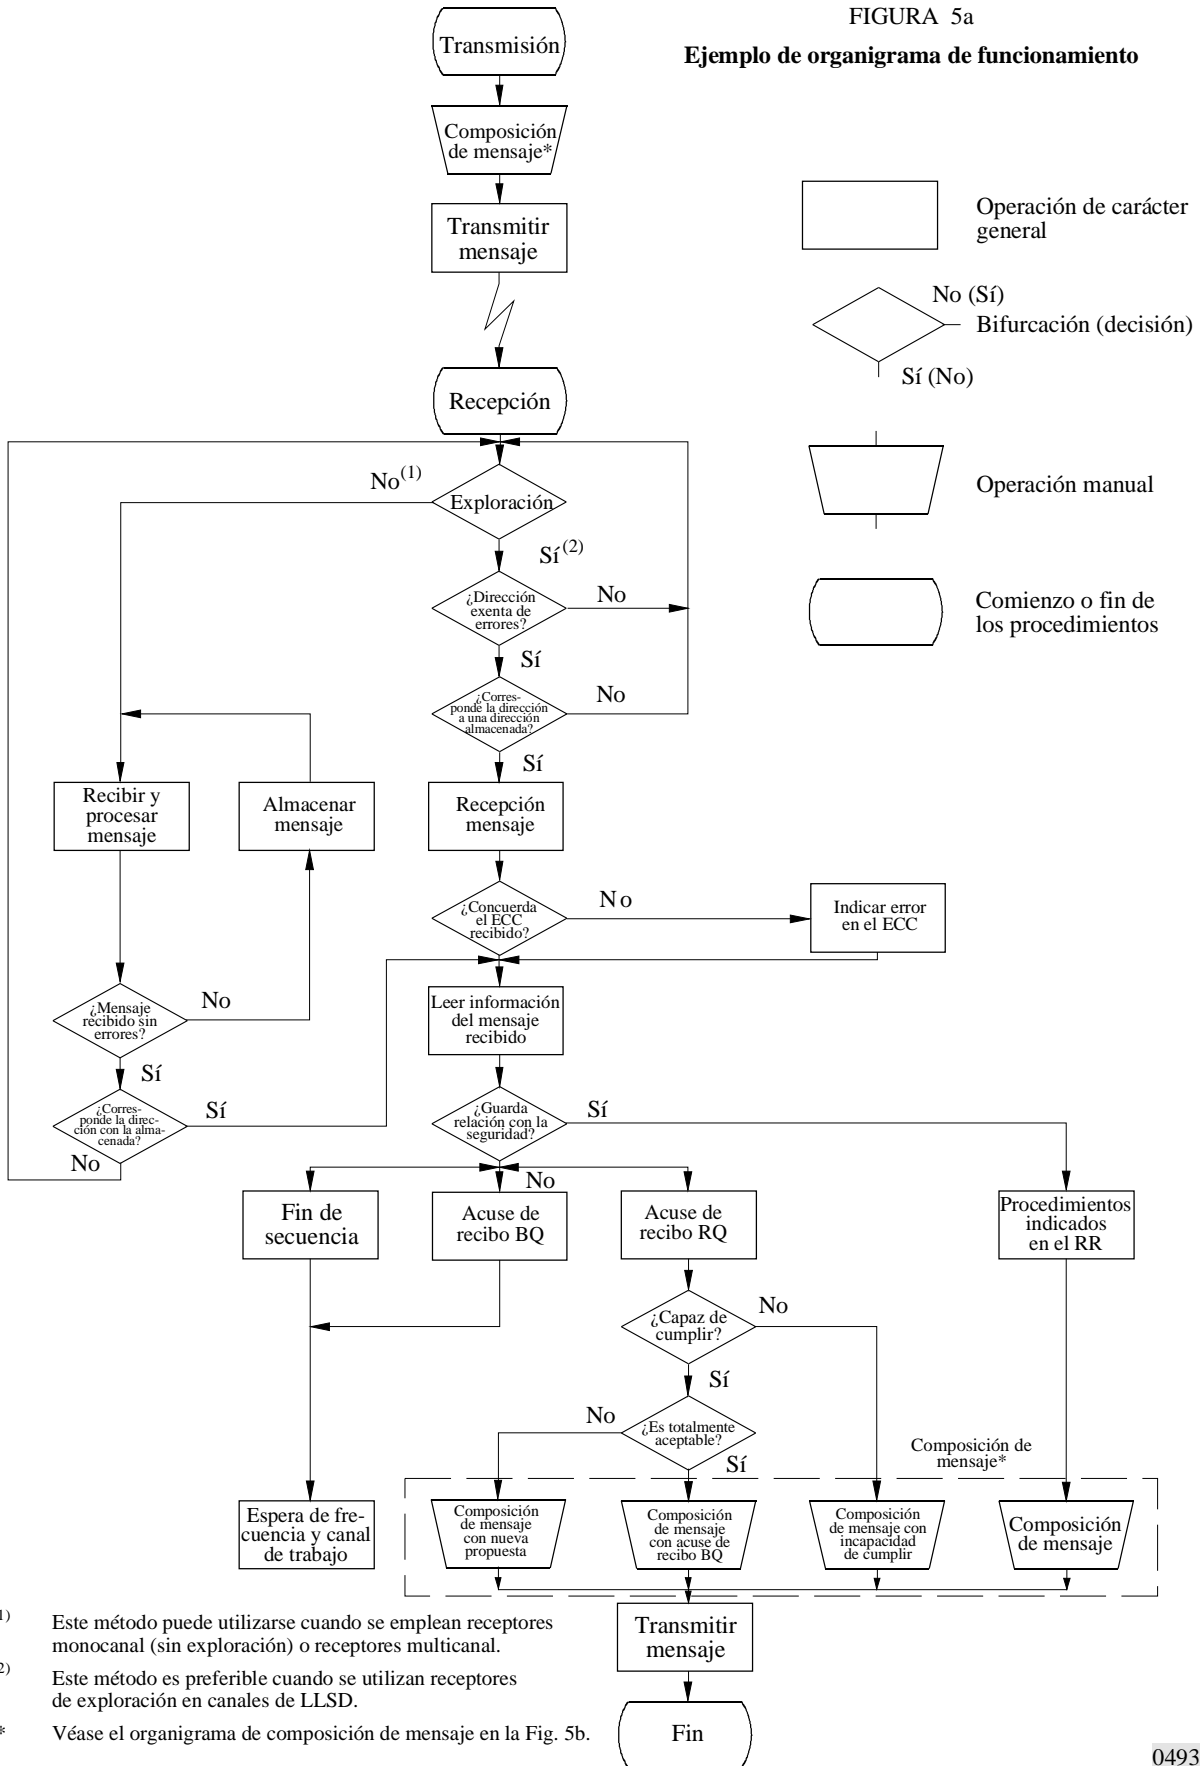 FIGURA 5a
Ejemplo de organigrama de funcionamiento
Transmisión
Composición
de mensaje*
Transmitir
mensaje
Recepción
Operación de carácter
general
No (Sí)
Bifurcación (decisión)
Sí (No)
Operación manual
Comienzo o fin de
los procedimientos
No(1)
Exploración
Sí(2)
¿Dirección
exenta de
errores?
No
Sí
¿Corres-
ponde la dirección
a una dirección
almacenada?
No
Sí
Recibir y
procesar
mensaje
Almacenar
mensaje
Recepción
mensaje
¿Concuerda
el ECC
recibido?
No
Indicar error
en el ECC
¿Mensaje
recibido sin
errores?
No
Sí
Leer información
del mensaje
recibido
¿Corres-
ponde la direc-
ción con la alma-
cenada?
Sí
No
¿Guarda
relación con la
seguridad?
Sí
No
Fin de
secuencia
Acuse de
recibo BQ
Acuse de
recibo RQ
Procedimientos
indicados
en el RR
¿Capaz de
cumplir?
No
Sí
¿Es totalmente
aceptable?
No
Sí
Composición de
mensaje*
Espera de fre-
cuencia y canal
de trabajo
Composición
de mensaje
con nueva
propuesta
Composición
de mensaje
con acuse de
recibo BQ
Composición
de mensaje con
incapacidad
de cumplir
Composición
de mensaje
Transmitir
mensaje
Fin
1) Este método puede utilizarse cuando se emplean receptores
monocanal (sin exploración) o receptores multicanal.
2) Este método es preferible cuando se utilizan receptores
de exploración en canales de LLSD.
* Véase el organigrama de composición de mensaje en la Fig. 5b.
0493